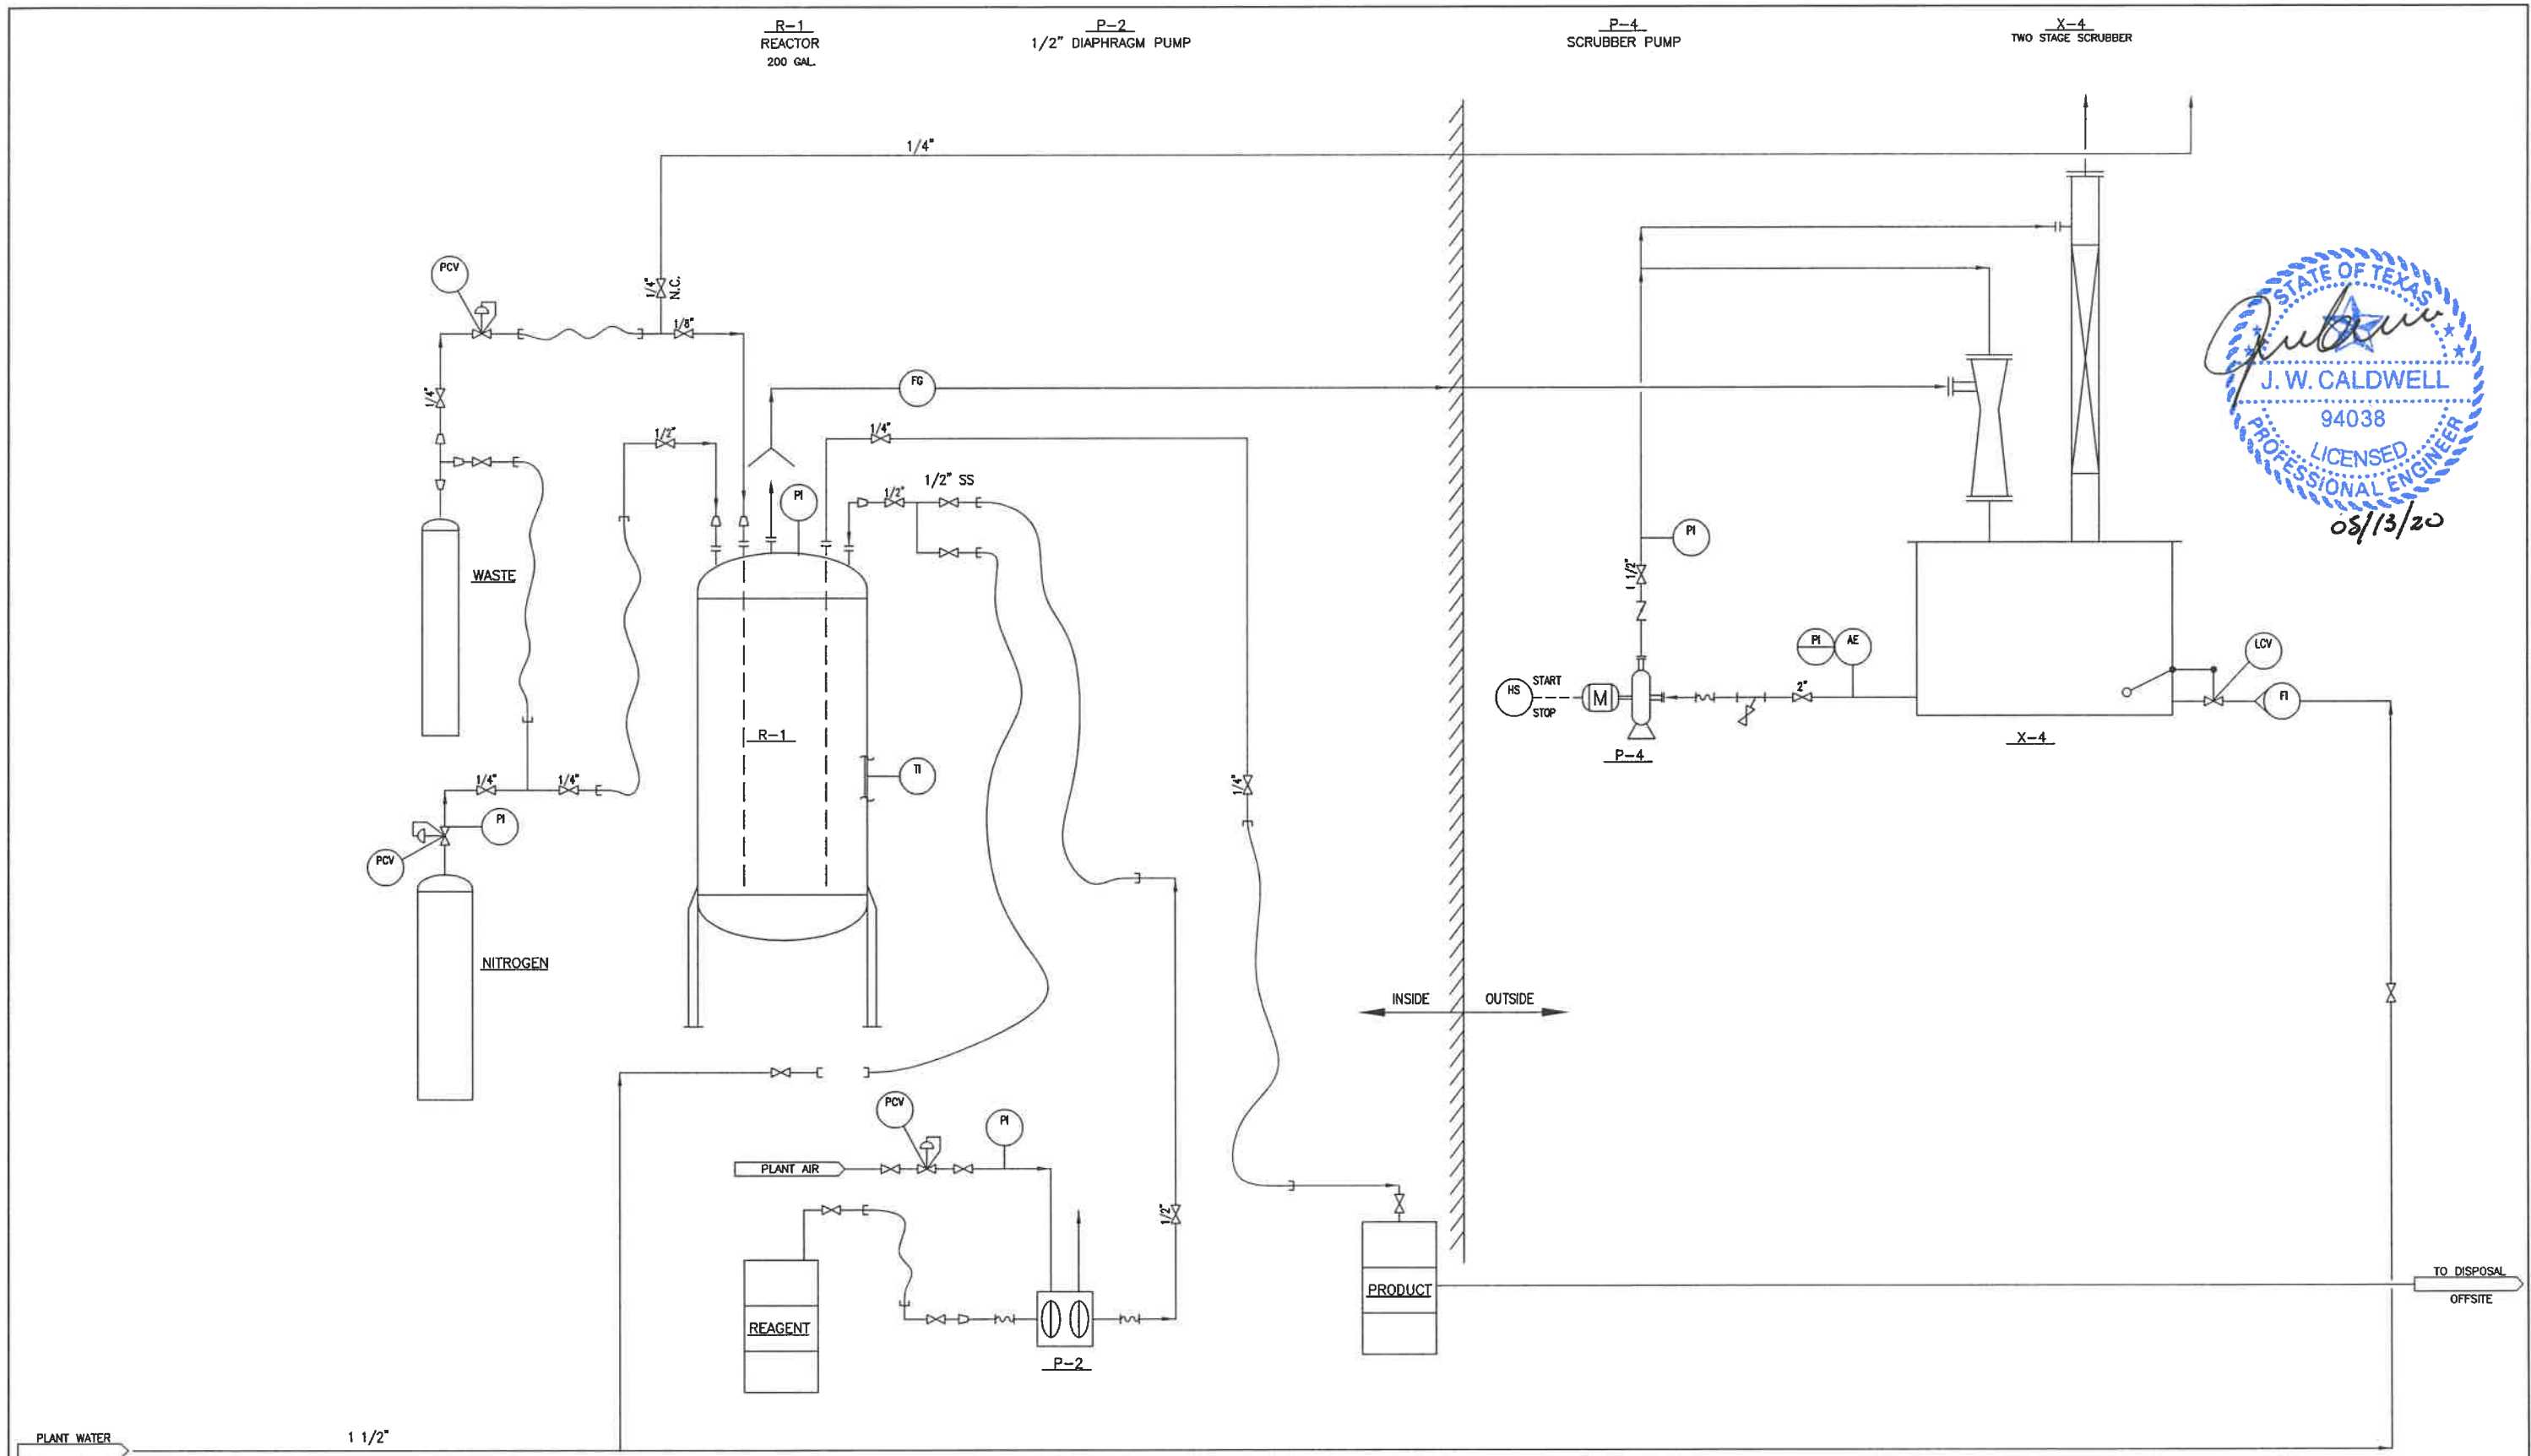 R-1
REACTOR
200 GAL.
P-2
1/2" DIAPHRAGM PUMP
P-4
SCRUBBER PUMP
X-4
TWO STAGE SCRUBBER
1/4"
PCV
1/4"
N.C.
1/8"
1/4"
FG
1/2"
1/4"
PI
1/2"
1/2" SS
WASTE
R-1
TI
1/4"
1/4"
PI
PCV
NITROGEN
1/4"
INSIDE
OUTSIDE
PCV
PI
PLANT AIR
1/2"
REAGENT
P-2
PRODUCT
TO DISPOSAL
OFFSITE
PLANT WATER
1 1/2"
PI
1 1/2"
HS
START
STOP
M
P-4
PI
AE
2"
X-4
LCV
FI
STATE OF TEXAS
J. W. CALDWELL
94038
LICENSED
PROFESSIONAL ENGINEER
05/13/20